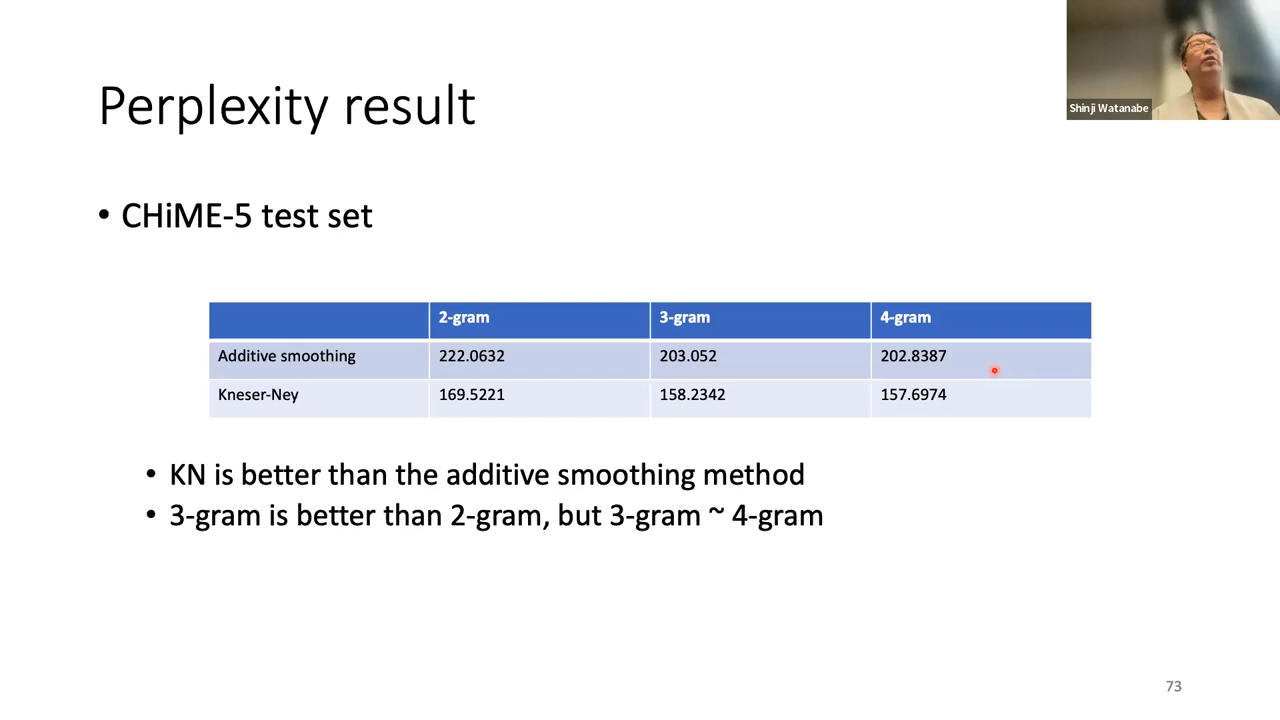 Shinji Watanabe
Perplexity result
• CHiME-5 test set
2-gram 3-gram 4-gram
Additive smoothing 222.0632 203.052 202.8387
Kneser-Ney 169.5221 158.2342 157.6974
• KN is better than the additive smoothing method
• 3-gram is better than 2-gram, but 3-gram ~ 4-gram
73